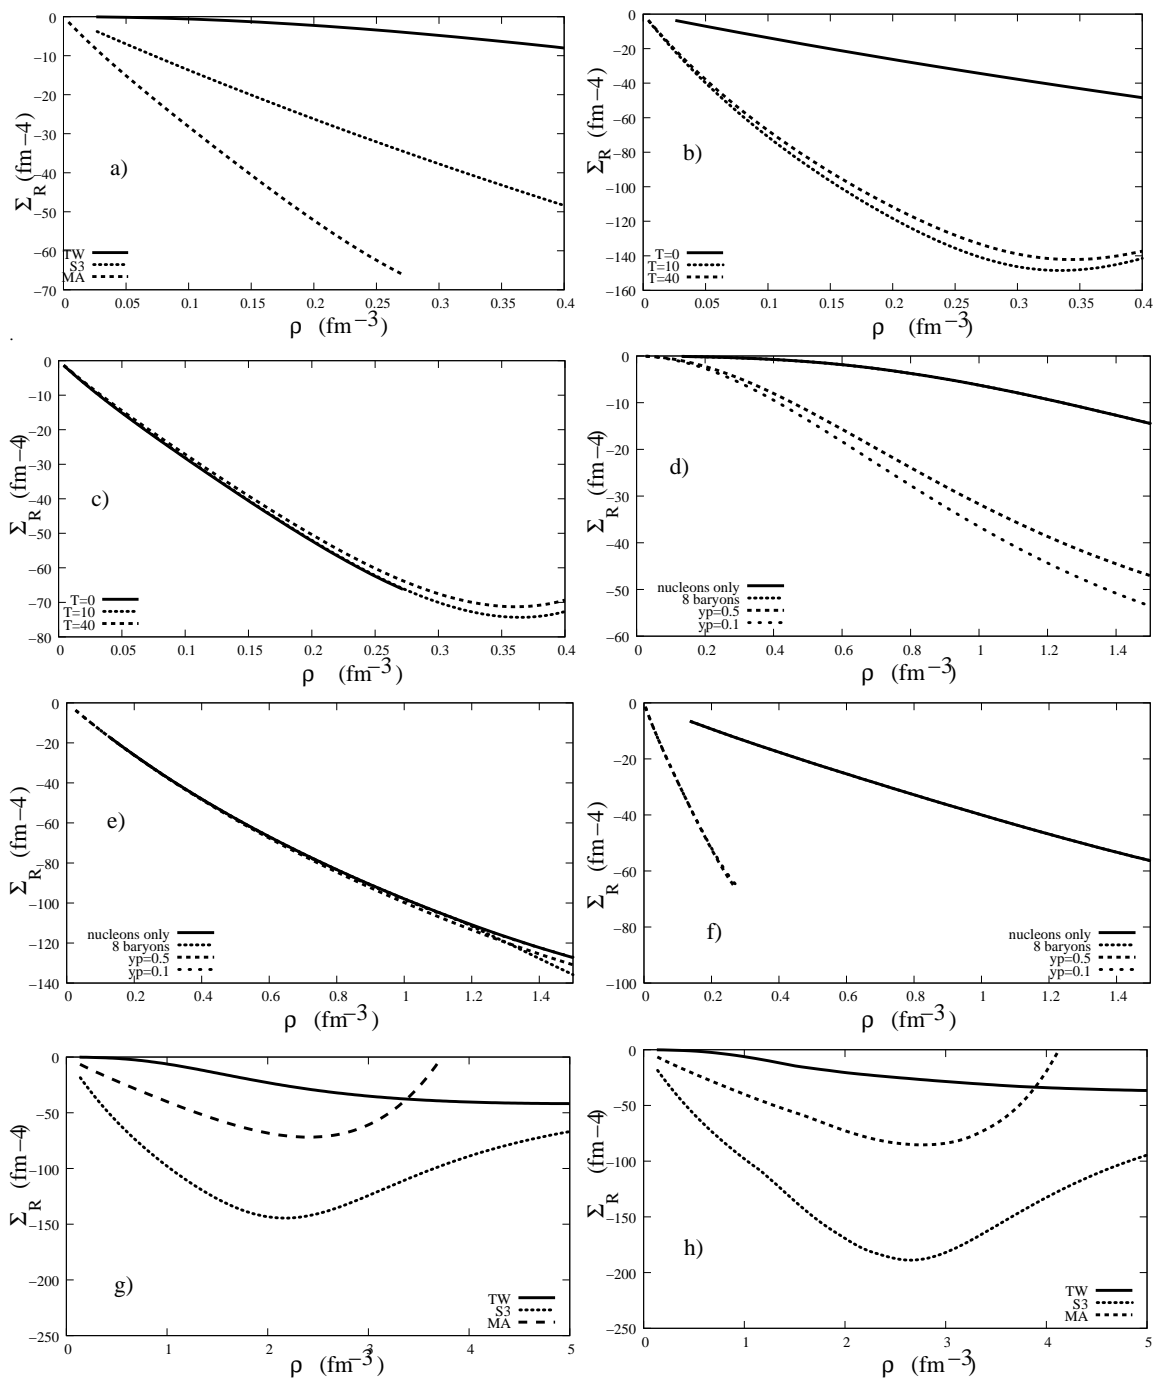 0
−10
−20
−30
−40
−50
−60
−70
0
0.05
0.1
0.15
0.2
0.25
0.3
0.35
0.4
Σ_R (fm−4)
ρ (fm−3)
a)
TW
S3
MA
0
−20
−40
−60
−80
−100
−120
−140
−160
0
0.05
0.1
0.15
0.2
0.25
0.3
0.35
0.4
Σ_R (fm−4)
ρ (fm−3)
b)
T=0
T=10
T=40
0
−10
−20
−30
−40
−50
−60
−70
−80
0
0.05
0.1
0.15
0.2
0.25
0.3
0.35
0.4
Σ_R (fm−4)
ρ (fm−3)
c)
T=0
T=10
T=40
0
−10
−20
−30
−40
−50
−60
0
0.2
0.4
0.6
0.8
1
1.2
1.4
Σ_R (fm−4)
ρ (fm−3)
d)
nucleons only
8 baryons
yp=0.5
yp=0.1
0
−20
−40
−60
−80
−100
−120
−140
0
0.2
0.4
0.6
0.8
1
1.2
1.4
Σ_R (fm−4)
ρ (fm−3)
e)
nucleons only
8 baryons
yp=0.5
yp=0.1
0
−20
−40
−60
−80
−100
0
0.2
0.4
0.6
0.8
1
1.2
1.4
Σ_R (fm−4)
ρ (fm−3)
f)
nucleons only
8 baryons
yp=0.5
yp=0.1
0
−50
−100
−150
−200
−250
0
1
2
3
4
5
Σ_R (fm−4)
ρ (fm−3)
g)
TW
S3
MA
0
−50
−100
−150
−200
−250
0
1
2
3
4
5
Σ_R (fm−4)
ρ (fm−3)
h)
TW
S3
MA